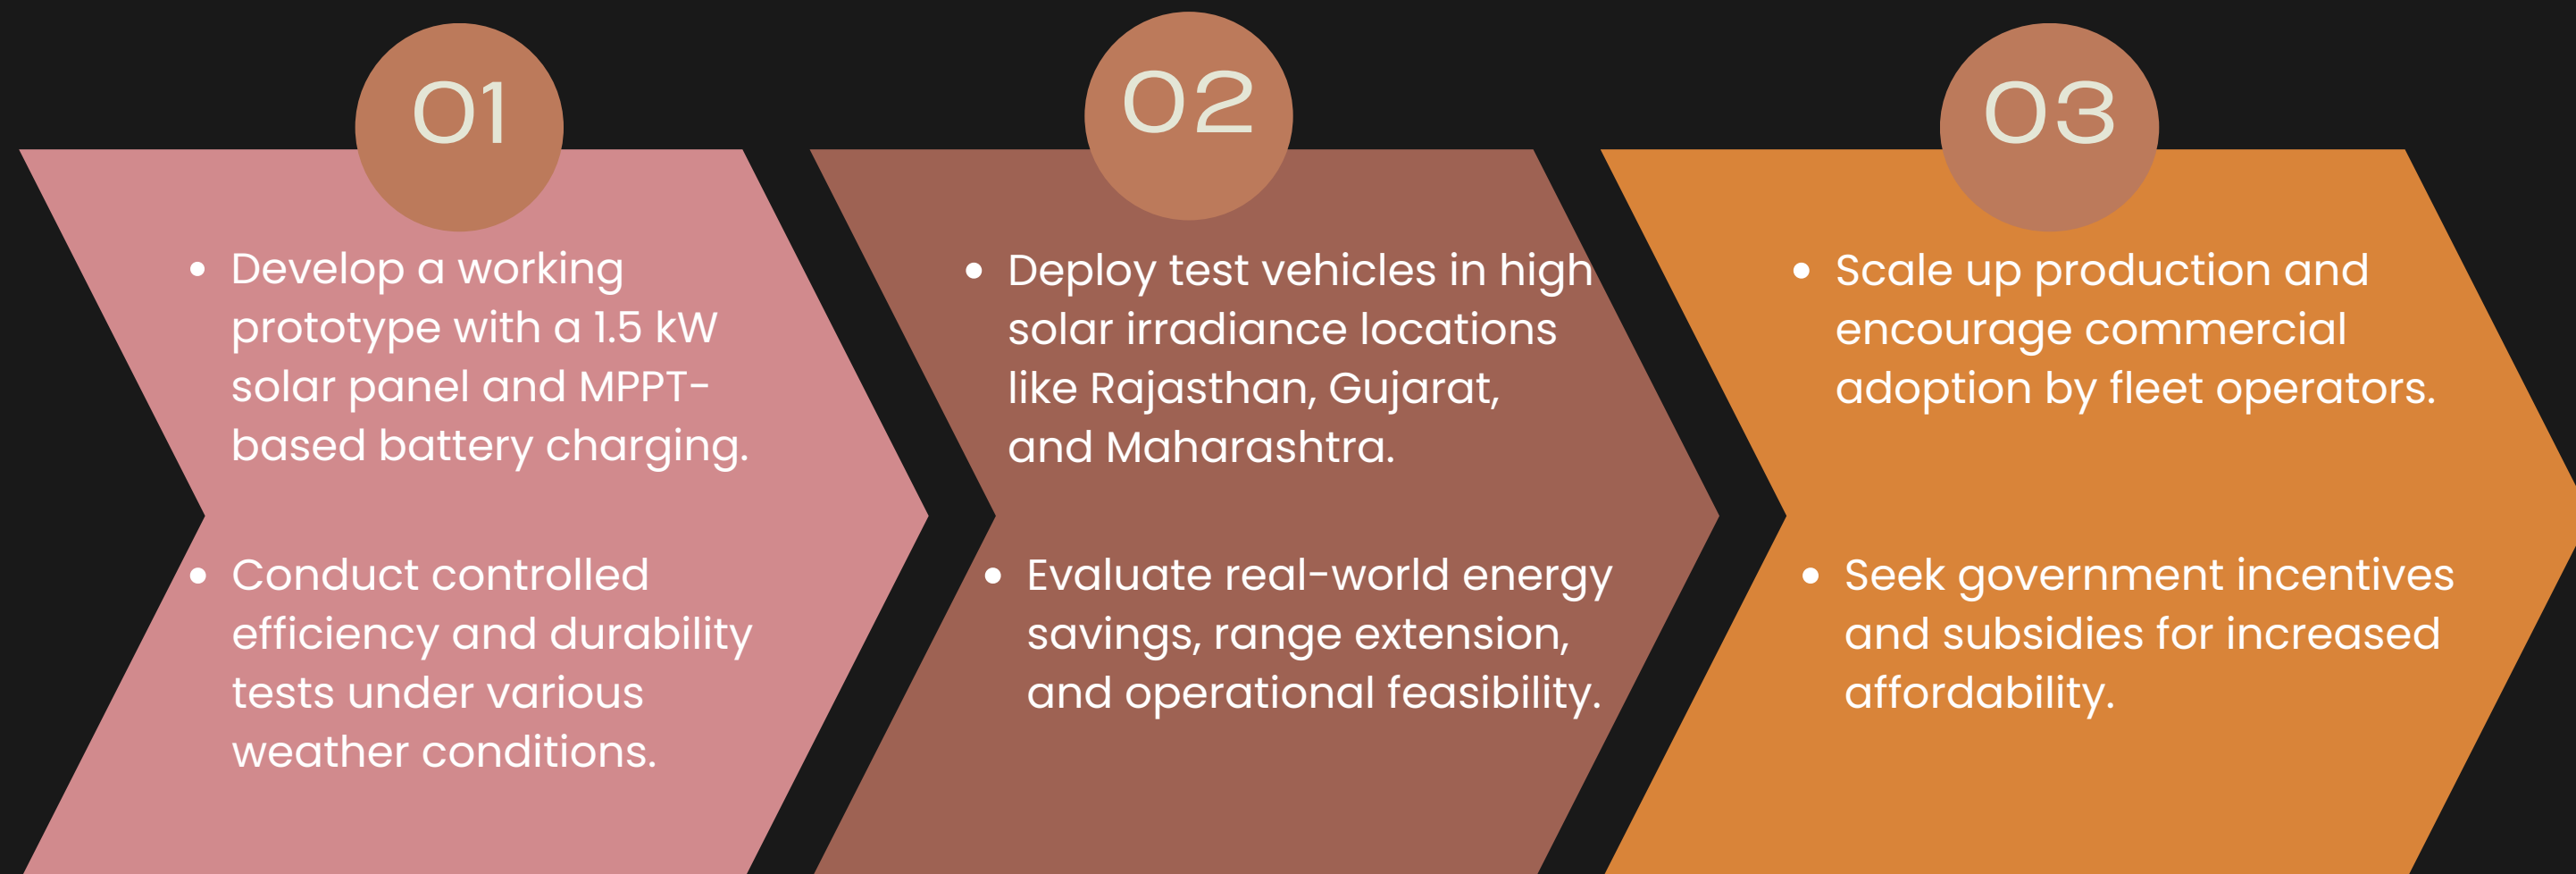 01
• Develop a working
prototype with a 1.5 kW
solar panel and MPPT-
based battery charging.
• Conduct controlled
efficiency and durability
tests under various
weather conditions.
02
• Deploy test vehicles in high
solar irradiance locations
like Rajasthan, Gujarat,
and Maharashtra.
• Evaluate real-world energy
savings, range extension,
and operational feasibility.
03
• Scale up production and
encourage commercial
adoption by fleet operators.
• Seek government incentives
and subsidies for increased
affordability.